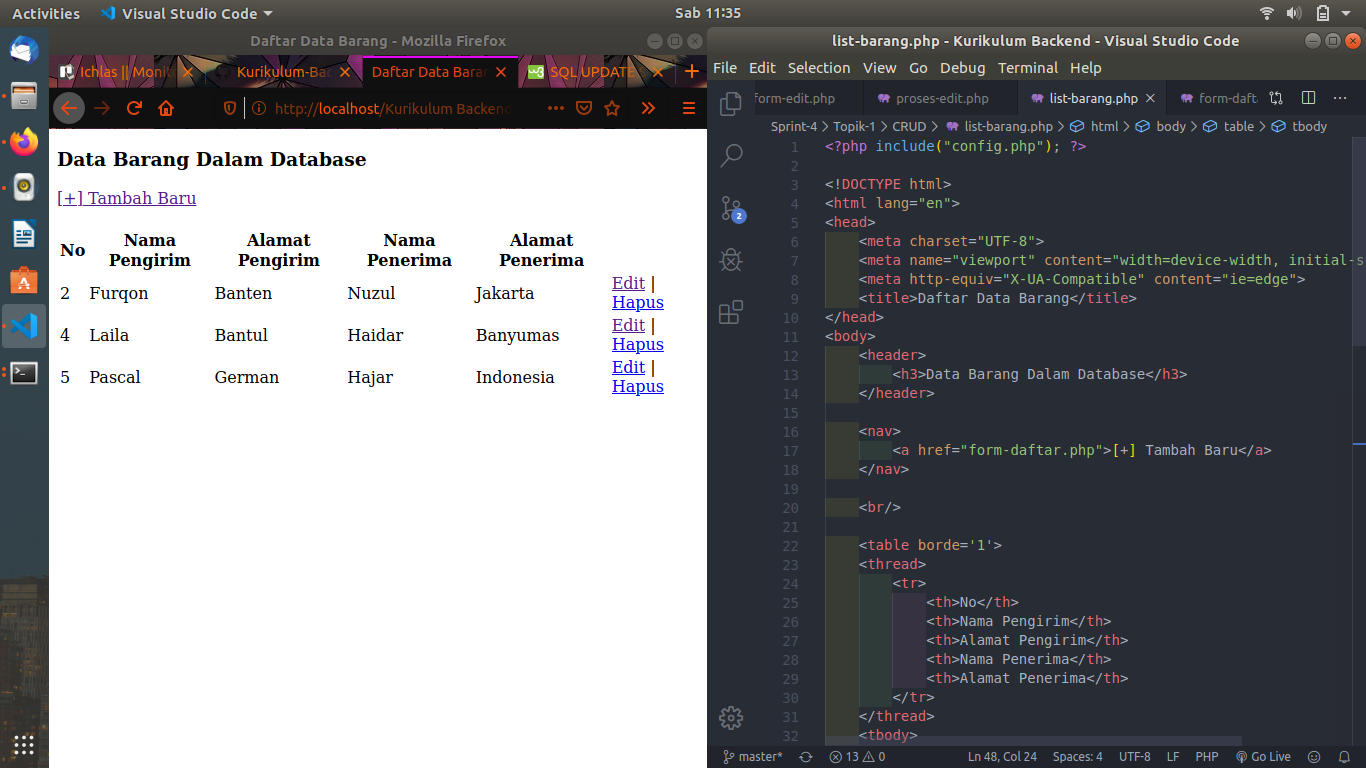 Activities
Visual Studio Code
Sab 11:35
Daftar Data Barang - Mozilla Firefox
Ichlas || Monit
Kurikulum-Bac
Daftar Data Baran
SQL UPDATE
http://localhost/Kurikulum Backend
Data Barang Dalam Database
[+] Tambah Baru
No Nama Pengirim Alamat Pengirim Nama Penerima Alamat Penerima
2 Furqon Banten Nuzul Jakarta Edit | Hapus
4 Laila Bantul Haidar Banyumas Edit | Hapus
5 Pascal German Hajar Indonesia Edit | Hapus
list-barang.php - Kurikulum Backend - Visual Studio Code
File Edit Selection View Go Debug Terminal Help
form-edit.php
proses-edit.php
list-barang.php
form-daft
Sprint-4 > Topik-1 > CRUD > list-barang.php > html > body > table > tbody
1 <?php include("config.php"); ?>
2
3 <!DOCTYPE html>
4 <html lang="en">
5 <head>
6 <meta charset="UTF-8">
7 <meta name="viewport" content="width=device-width, initial-s
8 <meta http-equiv="X-UA-Compatible" content="ie=edge">
9 <title>Daftar Data Barang</title>
10 </head>
11 <body>
12 <header>
13 <h3>Data Barang Dalam Database</h3>
14 </header>
15
16 <nav>
17 <a href="form-daftar.php">[+] Tambah Baru</a>
18 </nav>
19
20 <br/>
21
22 <table borde='1'>
23 <thread>
24 <tr>
25 <th>No</th>
26 <th>Nama Pengirim</th>
27 <th>Alamat Pengirim</th>
28 <th>Nama Penerima</th>
29 <th>Alamat Penerima</th>
30 </tr>
31 </thread>
32 <tbody>
2
master*
13 0
Ln 48, Col 24
Spaces: 4
UTF-8
LF
PHP
Go Live